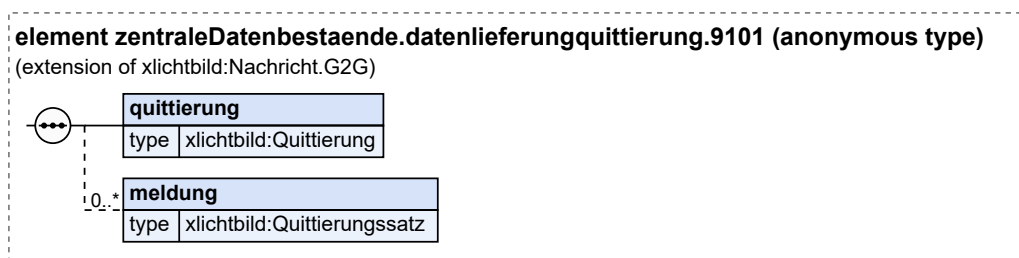 element zentraleDatenbestaende.datenlieferungquittierung.9101 (anonymous type)
(extension of xlichtbild:Nachricht.G2G)
quittierung
type xlichtbild:Quittierung
0..* meldung
type xlichtbild:Quittierungssatz